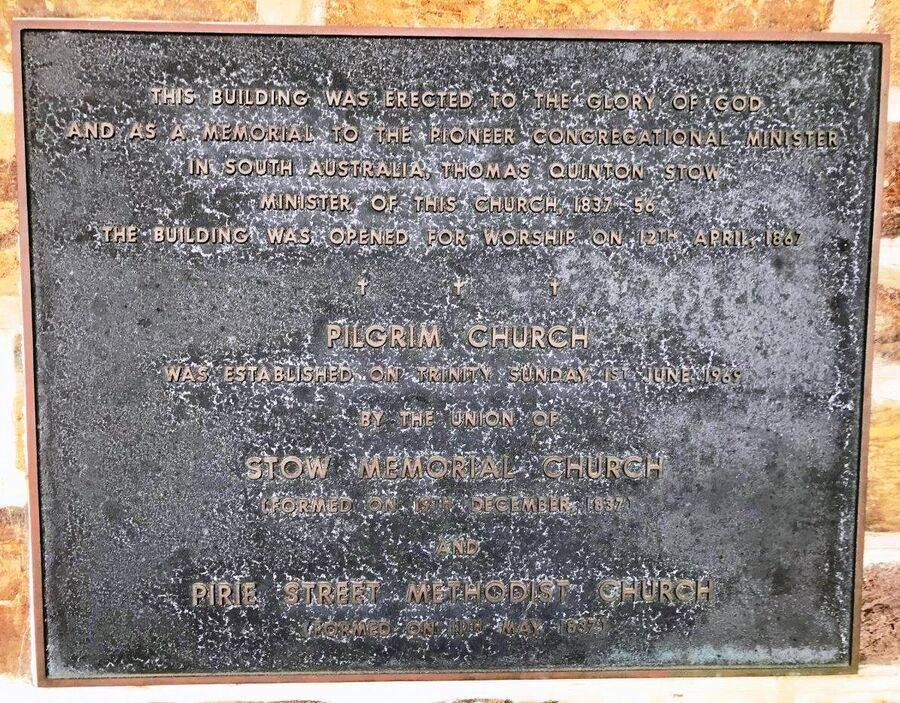 THIS BUILDING WAS ERECTED TO THE GLORY OF GOD
AND AS A MEMORIAL TO THE PIONEER CONGREGATIONAL MINISTER
IN SOUTH AUSTRALIA, THOMAS QUINTON STOW
MINISTER OF THIS CHURCH, 1837-56
THE BUILDING WAS OPENED FOR WORSHIP ON 12TH APRIL, 1867
PILGRIM CHURCH
WAS ESTABLISHED ON TRINITY SUNDAY, 1ST JUNE 1969
BY THE UNION OF
STOW MEMORIAL CHURCH
(FORMED ON 19TH DECEMBER, 1837)
AND
PIRIE STREET METHODIST CHURCH
(FORMED ON 11TH MAY, 1837)